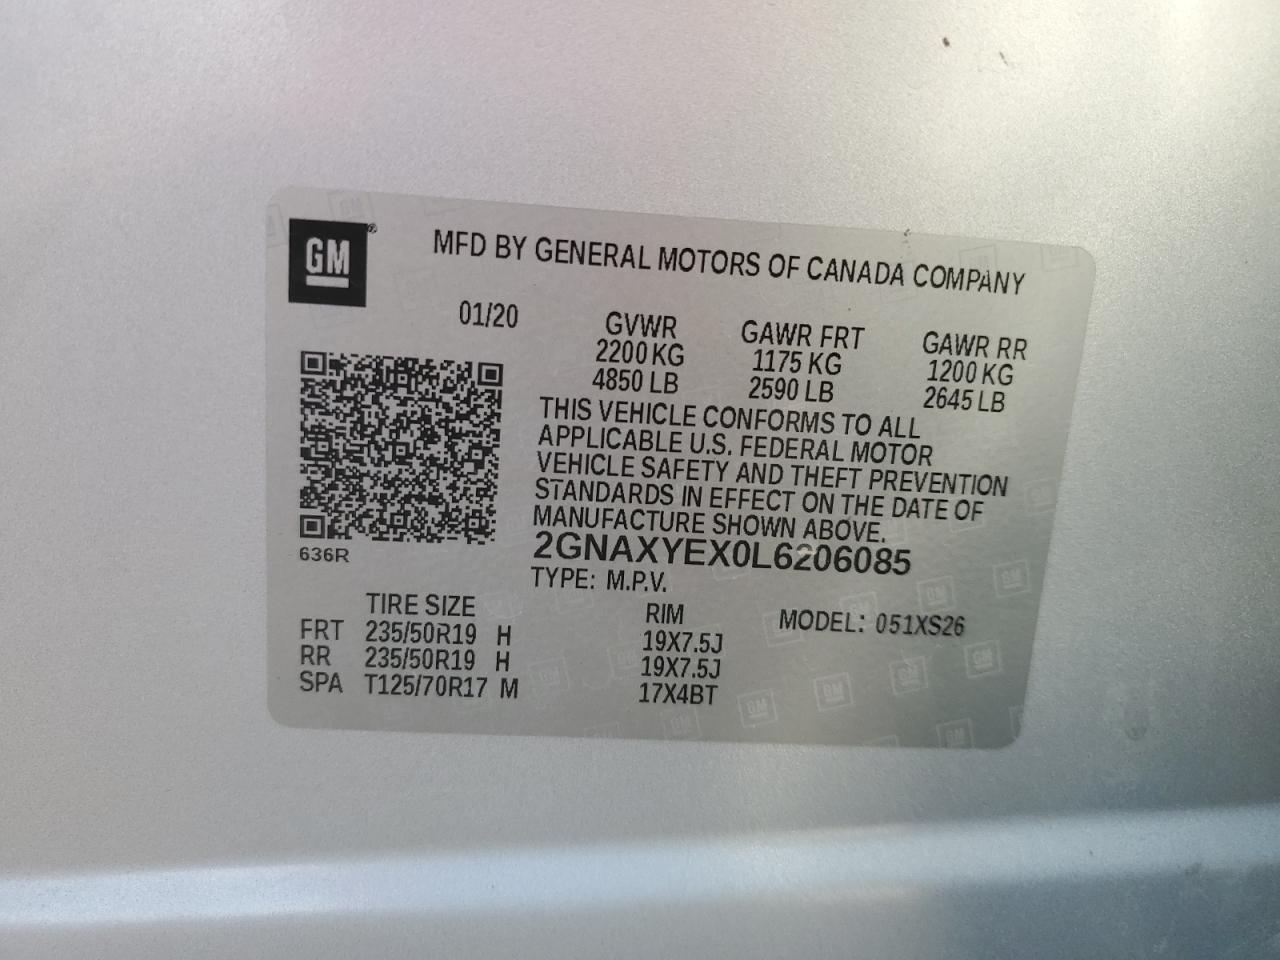 GM®
MFD BY GENERAL MOTORS OF CANADA COMPANY
01/20 GVWR GAWR FRT GAWR RR
2200 KG 1175 KG 1200 KG
4850 LB 2590 LB 2645 LB
THIS VEHICLE CONFORMS TO ALL
APPLICABLE U.S. FEDERAL MOTOR
VEHICLE SAFETY AND THEFT PREVENTION
STANDARDS IN EFFECT ON THE DATE OF
MANUFACTURE SHOWN ABOVE.
636R
2GNAXYEX0L6206085
TYPE: M.P.V.
TIRE SIZE RIM MODEL: 051XS26
FRT 235/50R19 H 19X7.5J
RR 235/50R19 H 19X7.5J
SPA T125/70R17 M 17X4BT